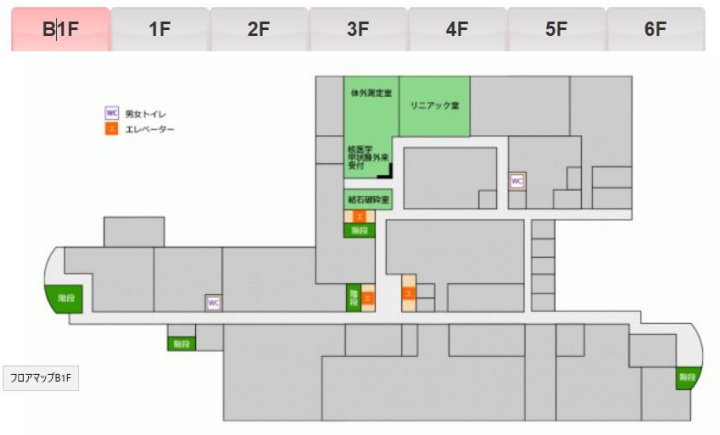 B1F 1F 2F 3F 4F 5F 6F
WC 男女トイレ
エ エレベーター
体外測定室
リニアック室
核医学
甲状腺外来
受付
WC
結石破砕室
エ
階段
階段
エ
エ
階段
WC
階段
階段
フロアマップB1F